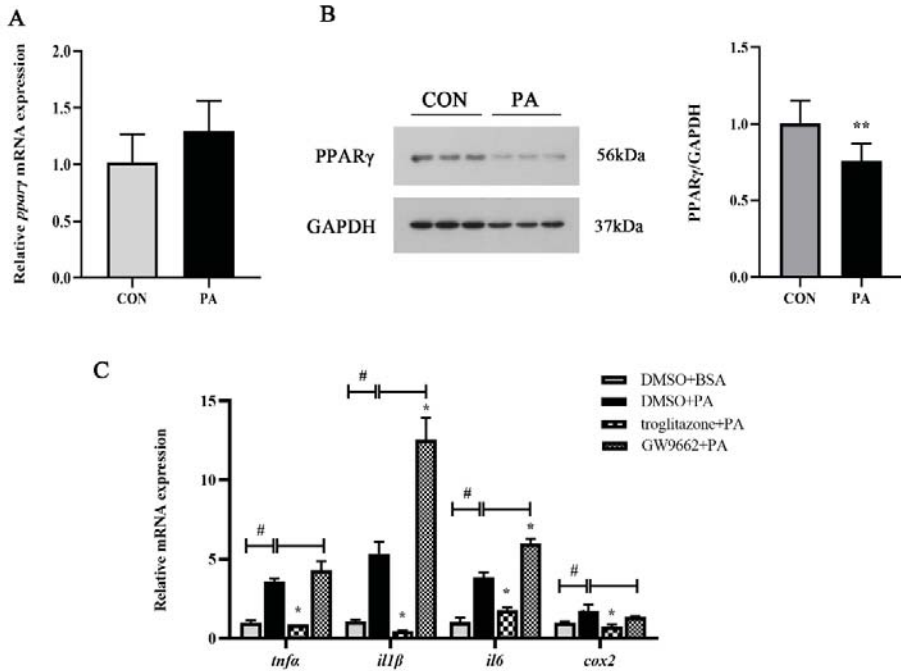 A
Relative pparγ mRNA expression
2.0
1.5
1.0
0.5
0.0
CON
PA
B
CON
PA
PPARγ
56kDa
GAPDH
37kDa
PPARγ/GAPDH
1.5
1.0
0.5
0.0
**
CON
PA
C
Relative mRNA expression
15
10
5
0
#
*
#
*
*
#
*
*
#
*
tnfα
il1β
il6
cox2
DMSO+BSA
DMSO+PA
troglitazone+PA
GW9662+PA